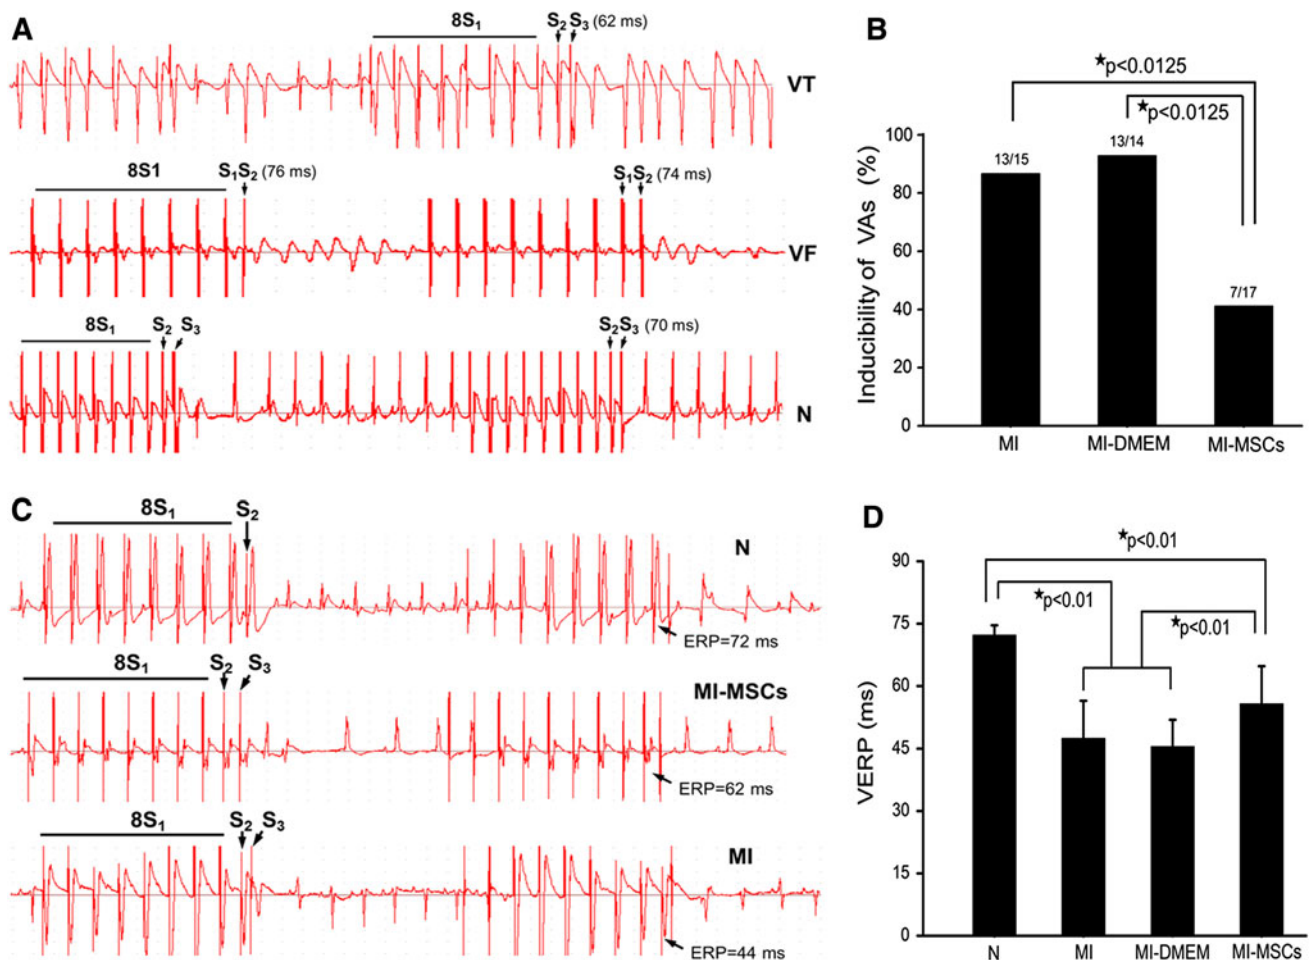 A
8S₁
S₂ S₃ (62 ms)
VT
8S1
S₁S₂ (76 ms)
S₁S₂ (74 ms)
VF
8S₁
S₂ S₃
S₂S₃ (70 ms)
N
B
★p<0.0125
★p<0.0125
Inducibility of VAs (%)
100
80
60
40
20
0
13/15
13/14
7/17
MI
MI-DMEM
MI-MSCs
C
8S₁
S₂
N
ERP=72 ms
8S₁
S₂ S₃
MI-MSCs
ERP=62 ms
8S₁
S₂ S₃
MI
ERP=44 ms
D
★p<0.01
★p<0.01
★p<0.01
VERP (ms)
90
75
60
45
30
15
0
N
MI
MI-DMEM
MI-MSCs